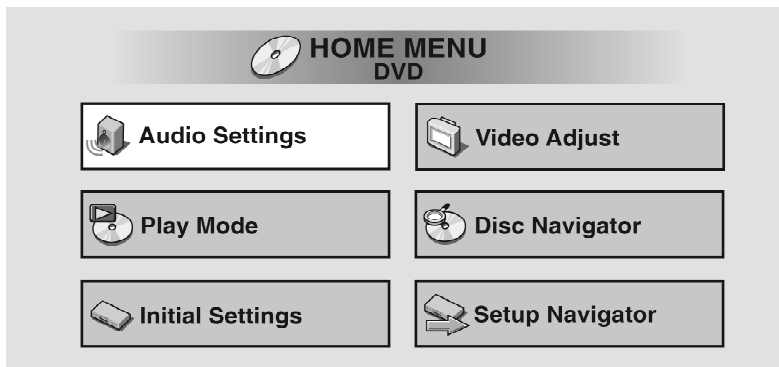 HOME MENU
DVD
Audio Settings
Video Adjust
Play Mode
Disc Navigator
Initial Settings
Setup Navigator